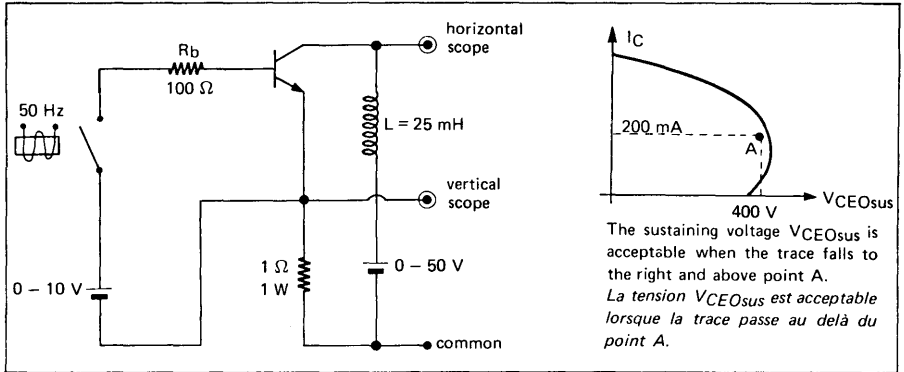 horizontal
scope
Rb
100 Ω
50 Hz
L = 25 mH
vertical
scope
1 Ω
1 W
0 – 50 V
0 – 10 V
common
IC
200 mA
A
VCEOsus
400 V
The sustaining voltage VCEOsus is
acceptable when the trace falls to
the right and above point A.
La tension VCEOsus est acceptable
lorsque la trace passe au delà du
point A.